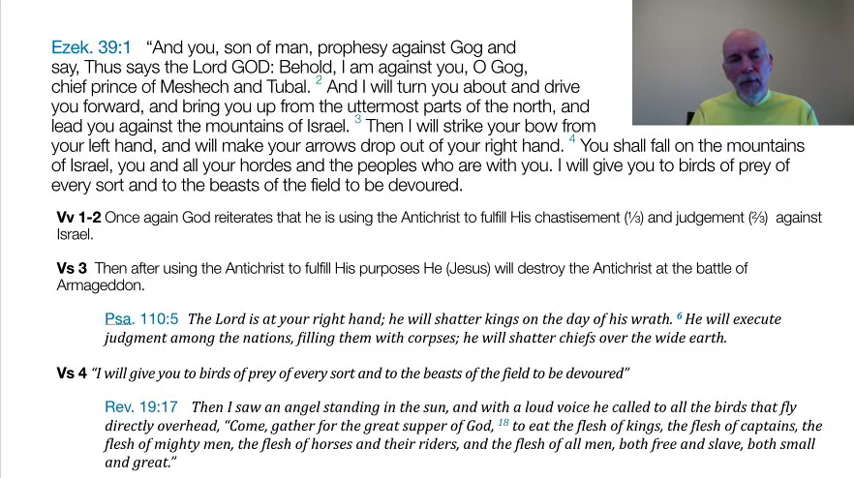 Ezek. 39:1 “And you, son of man, prophesy against Gog and
say, Thus says the Lord GOD: Behold, I am against you, O Gog,
chief prince of Meshech and Tubal. 2 And I will turn you about and drive
you forward, and bring you up from the uttermost parts of the north, and
lead you against the mountains of Israel. 3 Then I will strike your bow from
your left hand, and will make your arrows drop out of your right hand. 4 You shall fall on the mountains
of Israel, you and all your hordes and the peoples who are with you. I will give you to birds of prey of
every sort and to the beasts of the field to be devoured.
Vv 1-2 Once again God reiterates that he is using the Antichrist to fulfill His chastisement (⅓) and judgement (⅔) against
Israel.
Vs 3 Then after using the Antichrist to fulfill His purposes He (Jesus) will destroy the Antichrist at the battle of
Armageddon.
Psa. 110:5 The Lord is at your right hand; he will shatter kings on the day of his wrath. 6 He will execute
judgment among the nations, filling them with corpses; he will shatter chiefs over the wide earth.
Vs 4 “I will give you to birds of prey of every sort and to the beasts of the field to be devoured”
Rev. 19:17 Then I saw an angel standing in the sun, and with a loud voice he called to all the birds that fly
directly overhead, “Come, gather for the great supper of God, 18 to eat the flesh of kings, the flesh of captains, the
flesh of mighty men, the flesh of horses and their riders, and the flesh of all men, both free and slave, both small
and great.”